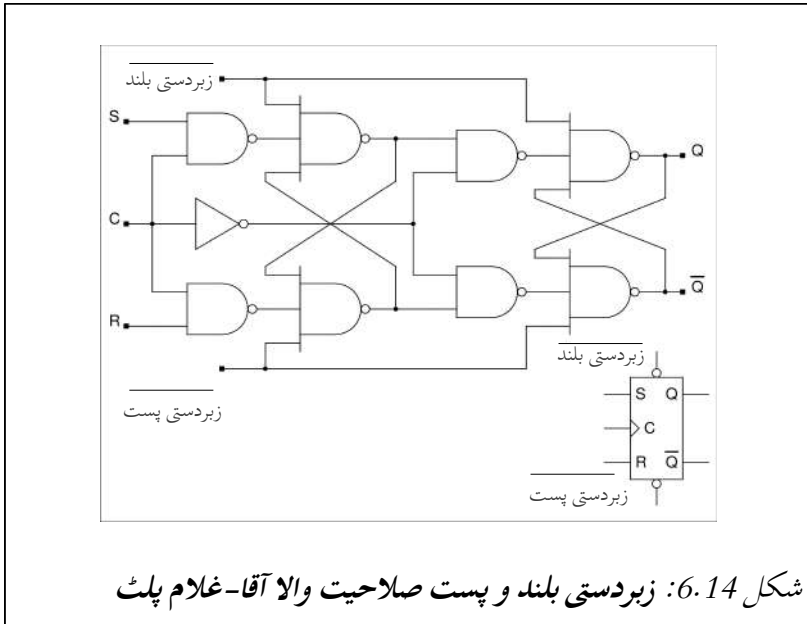 زبردستی بلند
S
Q
C
Q
R
زبردستی بلند
زبردستی پست
S Q
C
R Q
زبردستی پست
شکل 6.14: زبردستی بلند و پست صلاحیت والا آقا-غلام پلٹ